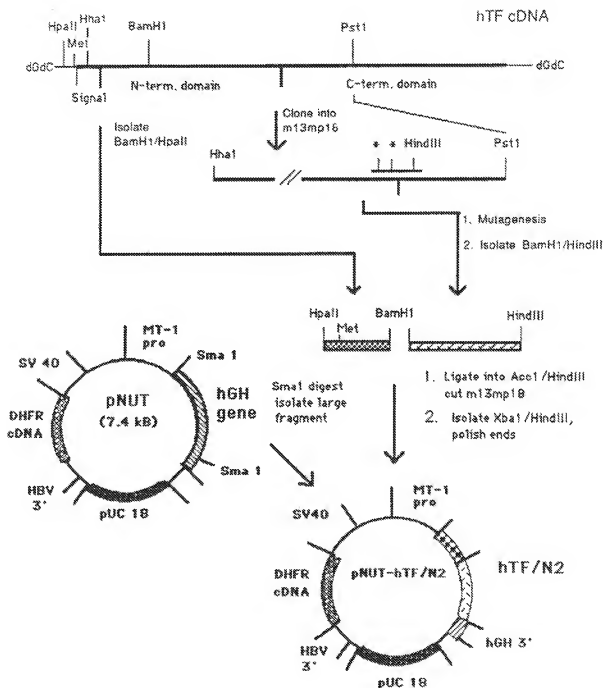 hTF cDNA
HpaII
Hha1
Met
BamH1
Pst1
dGdC
dGdC
Signal
N-term. domain
C-term. domain
Isolate
BamH1/HpaII
Clone into
m13mp18
Hha1
* * HindIII
Pst1
1. Mutagenesis
2. Isolate BamH1/HindIII
HpaII
Met
BamH1
HindIII
MT-1
pro
SV 40
Sma 1
pNUT
(7.4 kB)
hGH
gene
DHFR
cDNA
Sma 1
HBV
3'
pUC 18
Sma1 digest
isolate large
fragment
1. Ligate into Acc1/HindIII
cut m13mp18
2. Isolate Xba1/HindIII,
polish ends
MT-1
pro
SV40
DHFR
cDNA
pNUT-hTF/N2
hTF/N2
HBV
3'
hGH 3'
pUC 18